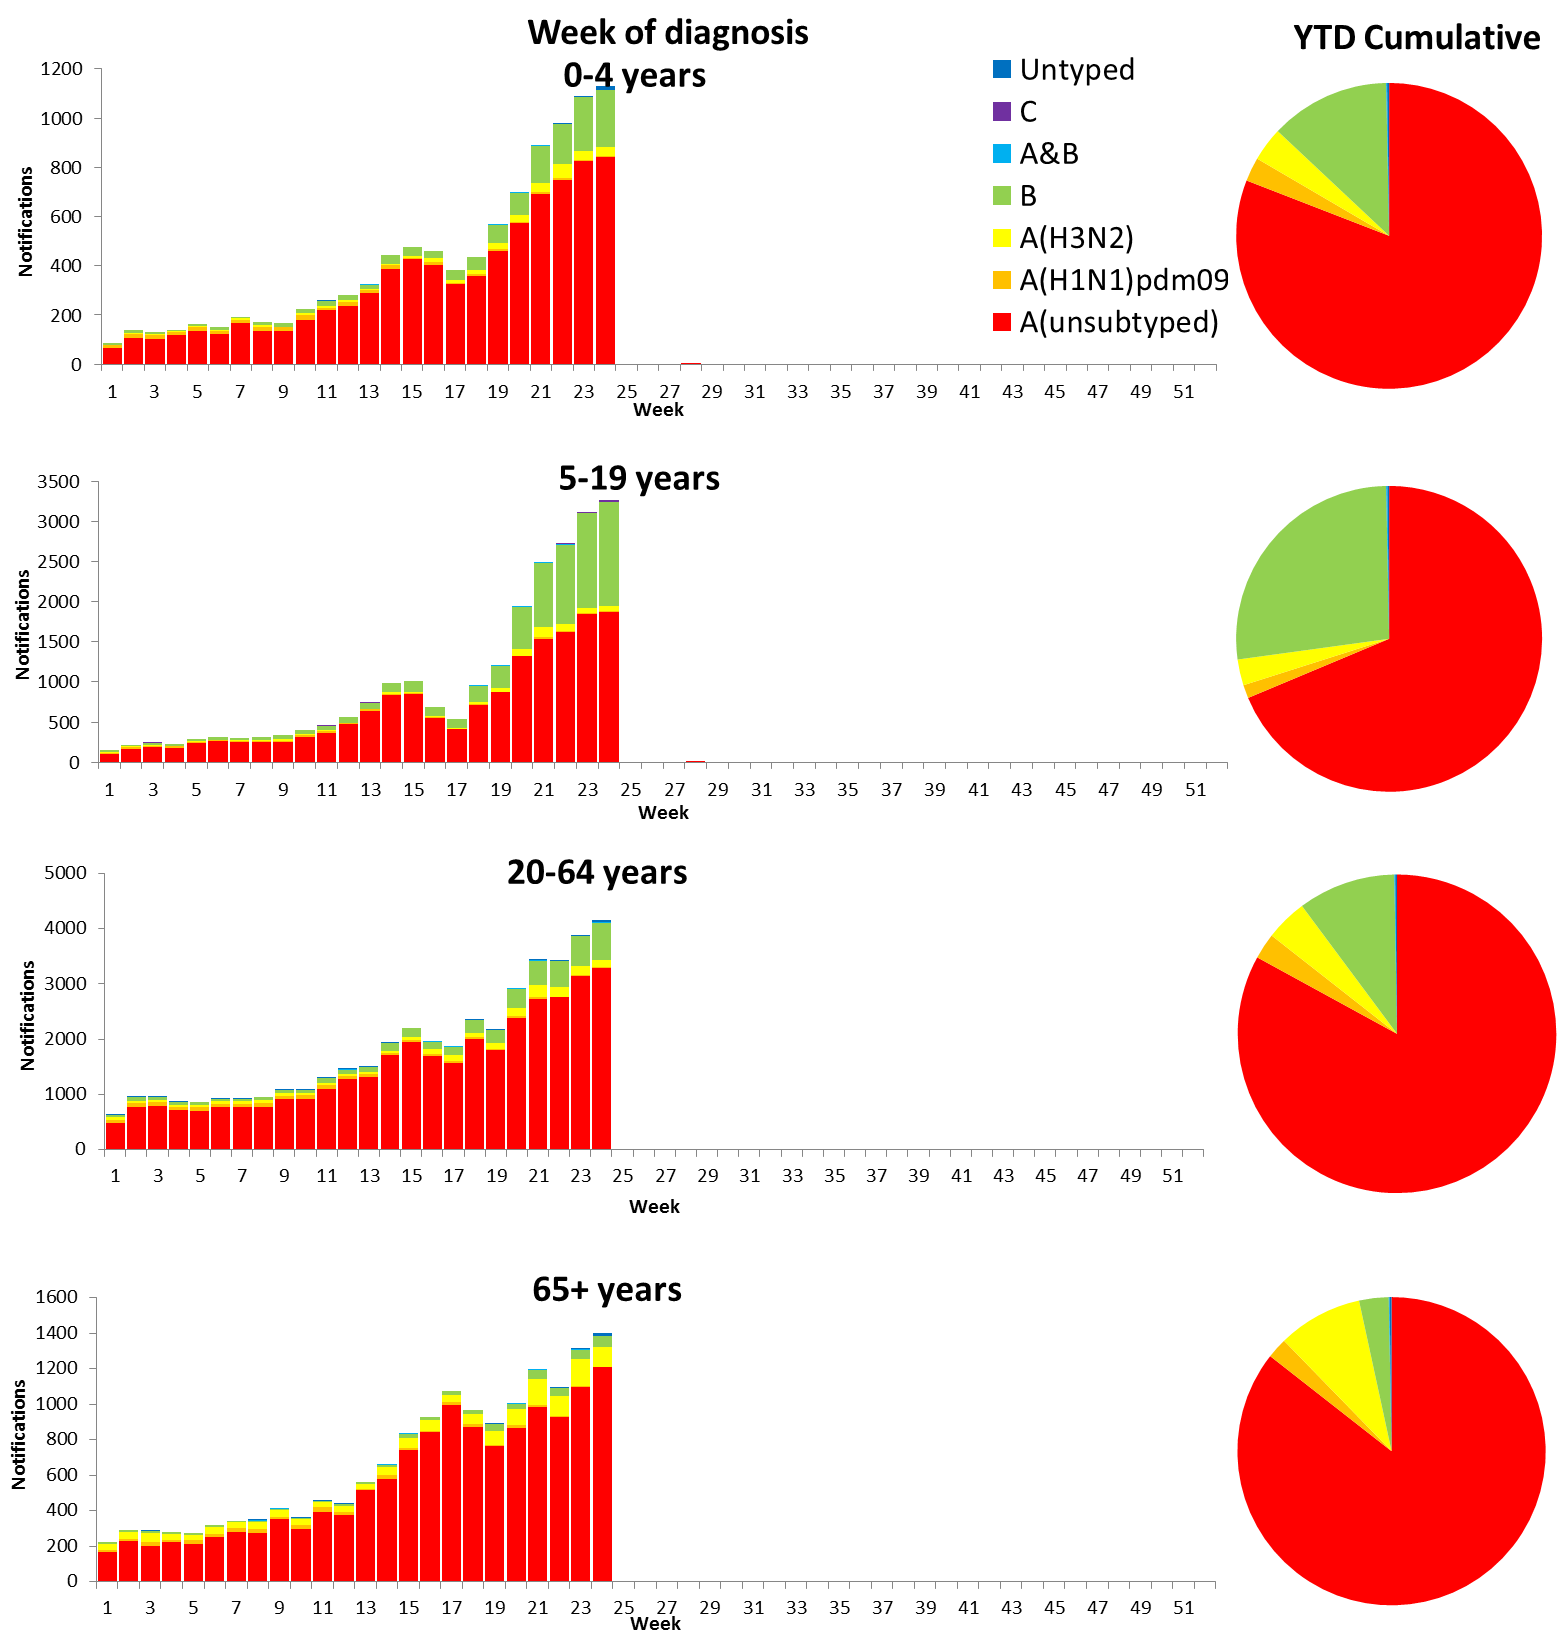 Week of diagnosis
YTD Cumulative
0-4 years
Untyped
C
A&B
B
A(H3N2)
A(H1N1)pdm09
A(unsubtyped)
Notifications
1200
1000
800
600
400
200
0
1 3 5 7 9 11 13 15 17 19 21 23 25 27 29 31 33 35 37 39 41 43 45 47 49 51
Week
5-19 years
Notifications
3500
3000
2500
2000
1500
1000
500
0
1 3 5 7 9 11 13 15 17 19 21 23 25 27 29 31 33 35 37 39 41 43 45 47 49 51
Week
20-64 years
Notifications
5000
4000
3000
2000
1000
0
1 3 5 7 9 11 13 15 17 19 21 23 25 27 29 31 33 35 37 39 41 43 45 47 49 51
Week
65+ years
Notifications
1600
1400
1200
1000
800
600
400
200
0
1 3 5 7 9 11 13 15 17 19 21 23 25 27 29 31 33 35 37 39 41 43 45 47 49 51
Week